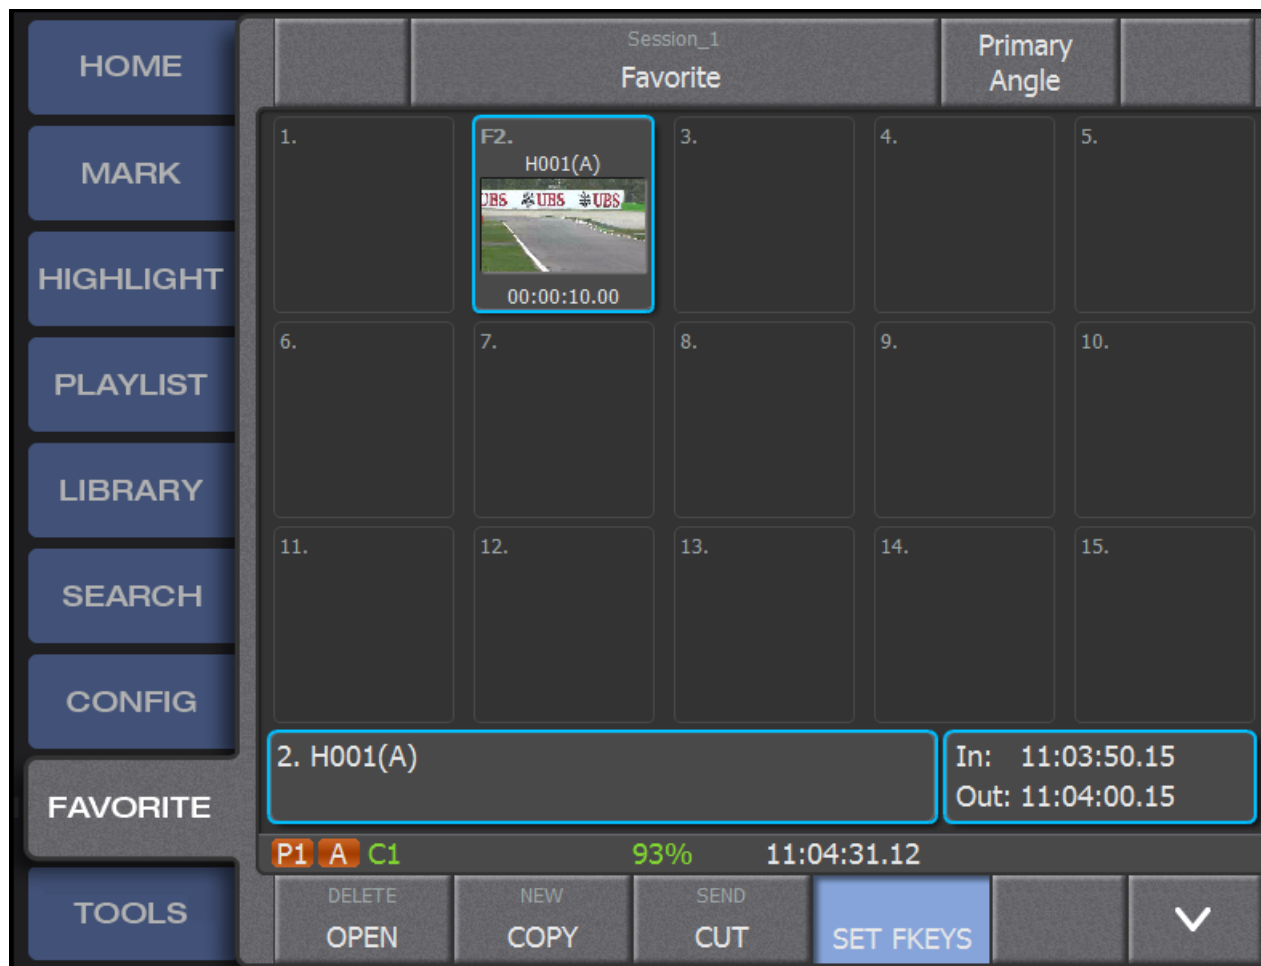 HOME
MARK
HIGHLIGHT
PLAYLIST
LIBRARY
SEARCH
CONFIG
FAVORITE
TOOLS
Session_1
Favorite
Primary
Angle
1.
F2.
H001(A)
UBS UBS UBS
00:00:10.00
3.
4.
5.
6.
7.
8.
9.
10.
11.
12.
13.
14.
15.
2. H001(A)
In: 11:03:50.15
Out: 11:04:00.15
P1 A C1 93% 11:04:31.12
DELETE
OPEN
NEW
COPY
SEND
CUT
SET FKEYS